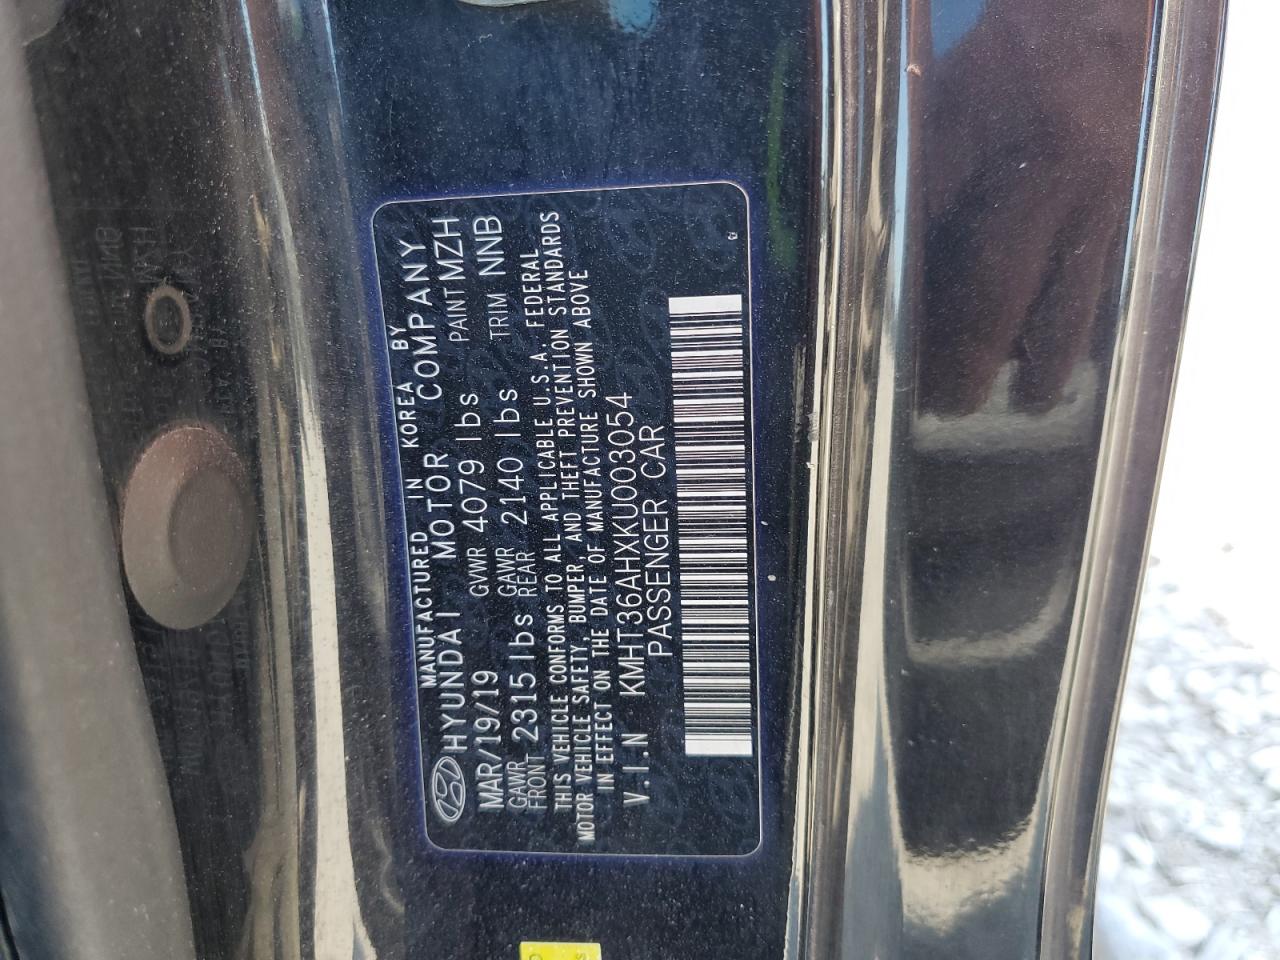 MANUFACTURED IN KOREA BY
HYUNDAI MOTOR COMPANY
MAR/19/19 GVWR 4079 lbs PAINT MZH
GAWR FRONT 2315 lbs GAWR REAR 2140 lbs TRIM NNB
THIS VEHICLE CONFORMS TO ALL APPLICABLE U.S.A. FEDERAL
MOTOR VEHICLE SAFETY, BUMPER AND THEFT PREVENTION STANDARDS
IN EFFECT ON THE DATE OF MANUFACTURE SHOWN ABOVE
V.I.N KMHT36AHXKU003054
PASSENGER CAR